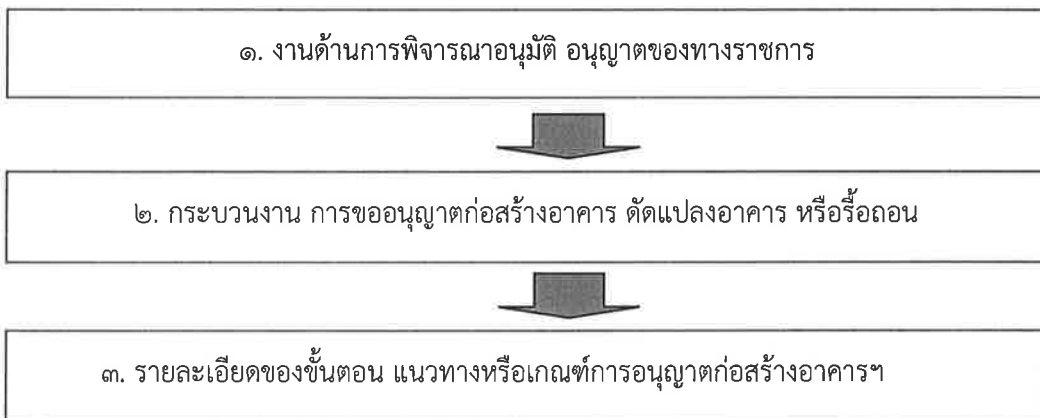 ๑. งานด้านการพิจารณาอนุมัติ อนุญาตของทางราชการ
๒. กระบวนงาน การขออนุญาตก่อสร้างอาคาร ดัดแปลงอาคาร หรือรื้อถอน
๓. รายละเอียดของขั้นตอน แนวทางหรือเกณฑ์การอนุญาตก่อสร้างอาคารฯ